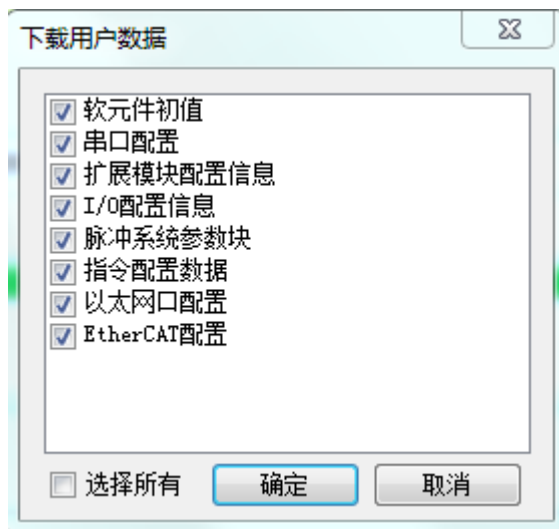 下载用户数据
软元件初值
串口配置
扩展模块配置信息
I/O配置信息
脉冲系统参数块
指令配置数据
以太网口配置
EtherCAT配置
选择所有
确定
取消